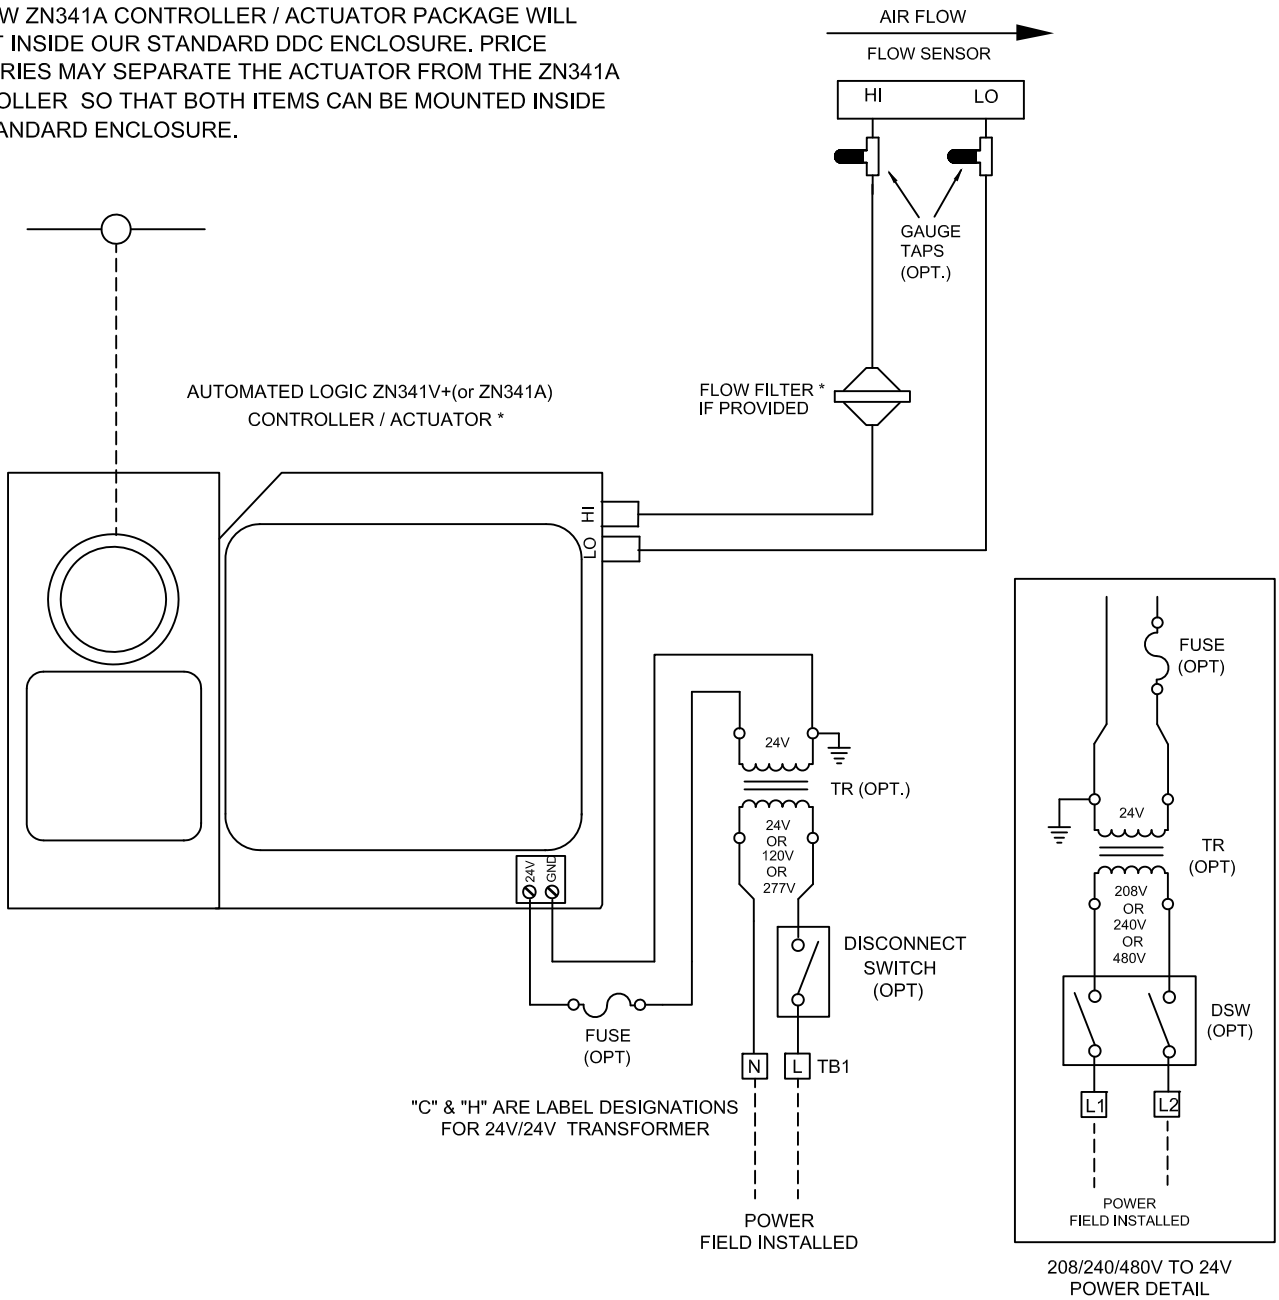 ZN341A CONTROLLER / ACTUATOR PACKAGE WILL
INSIDE OUR STANDARD DDC ENCLOSURE. PRICE
MAY SEPARATE THE ACTUATOR FROM THE ZN341A
SO THAT BOTH ITEMS CAN BE MOUNTED INSIDE
ENCLOSURE.
AIR FLOW
FLOW SENSOR
HI LO
GAUGE
TAPS
(OPT.)
AUTOMATED LOGIC ZN341V+(or ZN341A)
CONTROLLER / ACTUATOR *
FLOW FILTER *
IF PROVIDED
HI
LO
24V
GND
24V
TR (OPT.)
24V
OR
120V
OR
277V
DISCONNECT
SWITCH
(OPT)
FUSE
(OPT)
N L TB1
"C" & "H" ARE LABEL DESIGNATIONS
FOR 24V/24V TRANSFORMER
POWER
FIELD INSTALLED
FUSE
(OPT)
24V
TR
(OPT)
208V
OR
240V
OR
480V
DSW
(OPT)
L1 L2
POWER
FIELD INSTALLED
208/240/480V TO 24V
POWER DETAIL